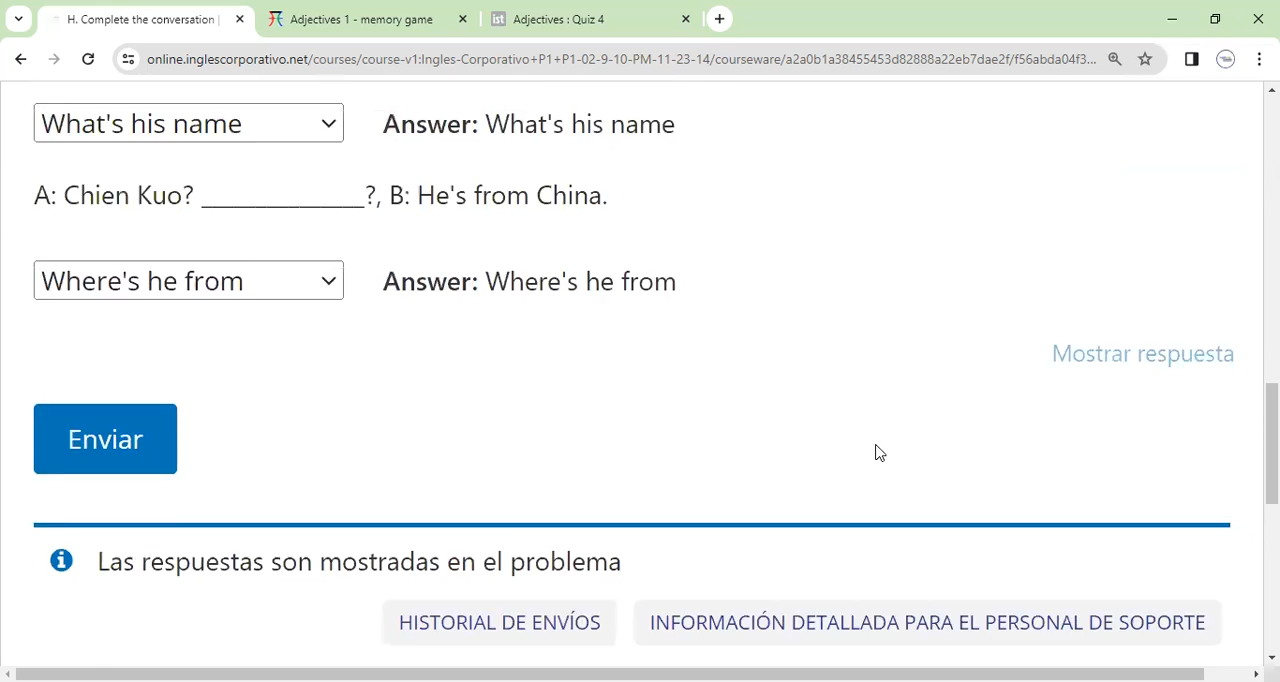 H. Complete the conversation |
Adjectives 1 - memory game
ist
Adjectives : Quiz 4
online.inglescorporativo.net/courses/course-v1:Ingles-Corporativo+P1+P1-02-9-10-PM-11-23-14/courseware/a2a0b1a38455453d82888a22eb7dae2f/f56abda04f3...
What's his name
Answer: What's his name
A: Chien Kuo? ______________?, B: He's from China.
Where's he from
Answer: Where's he from
Mostrar respuesta
Enviar
Las respuestas son mostradas en el problema
HISTORIAL DE ENVÍOS
INFORMACIÓN DETALLADA PARA EL PERSONAL DE SOPORTE